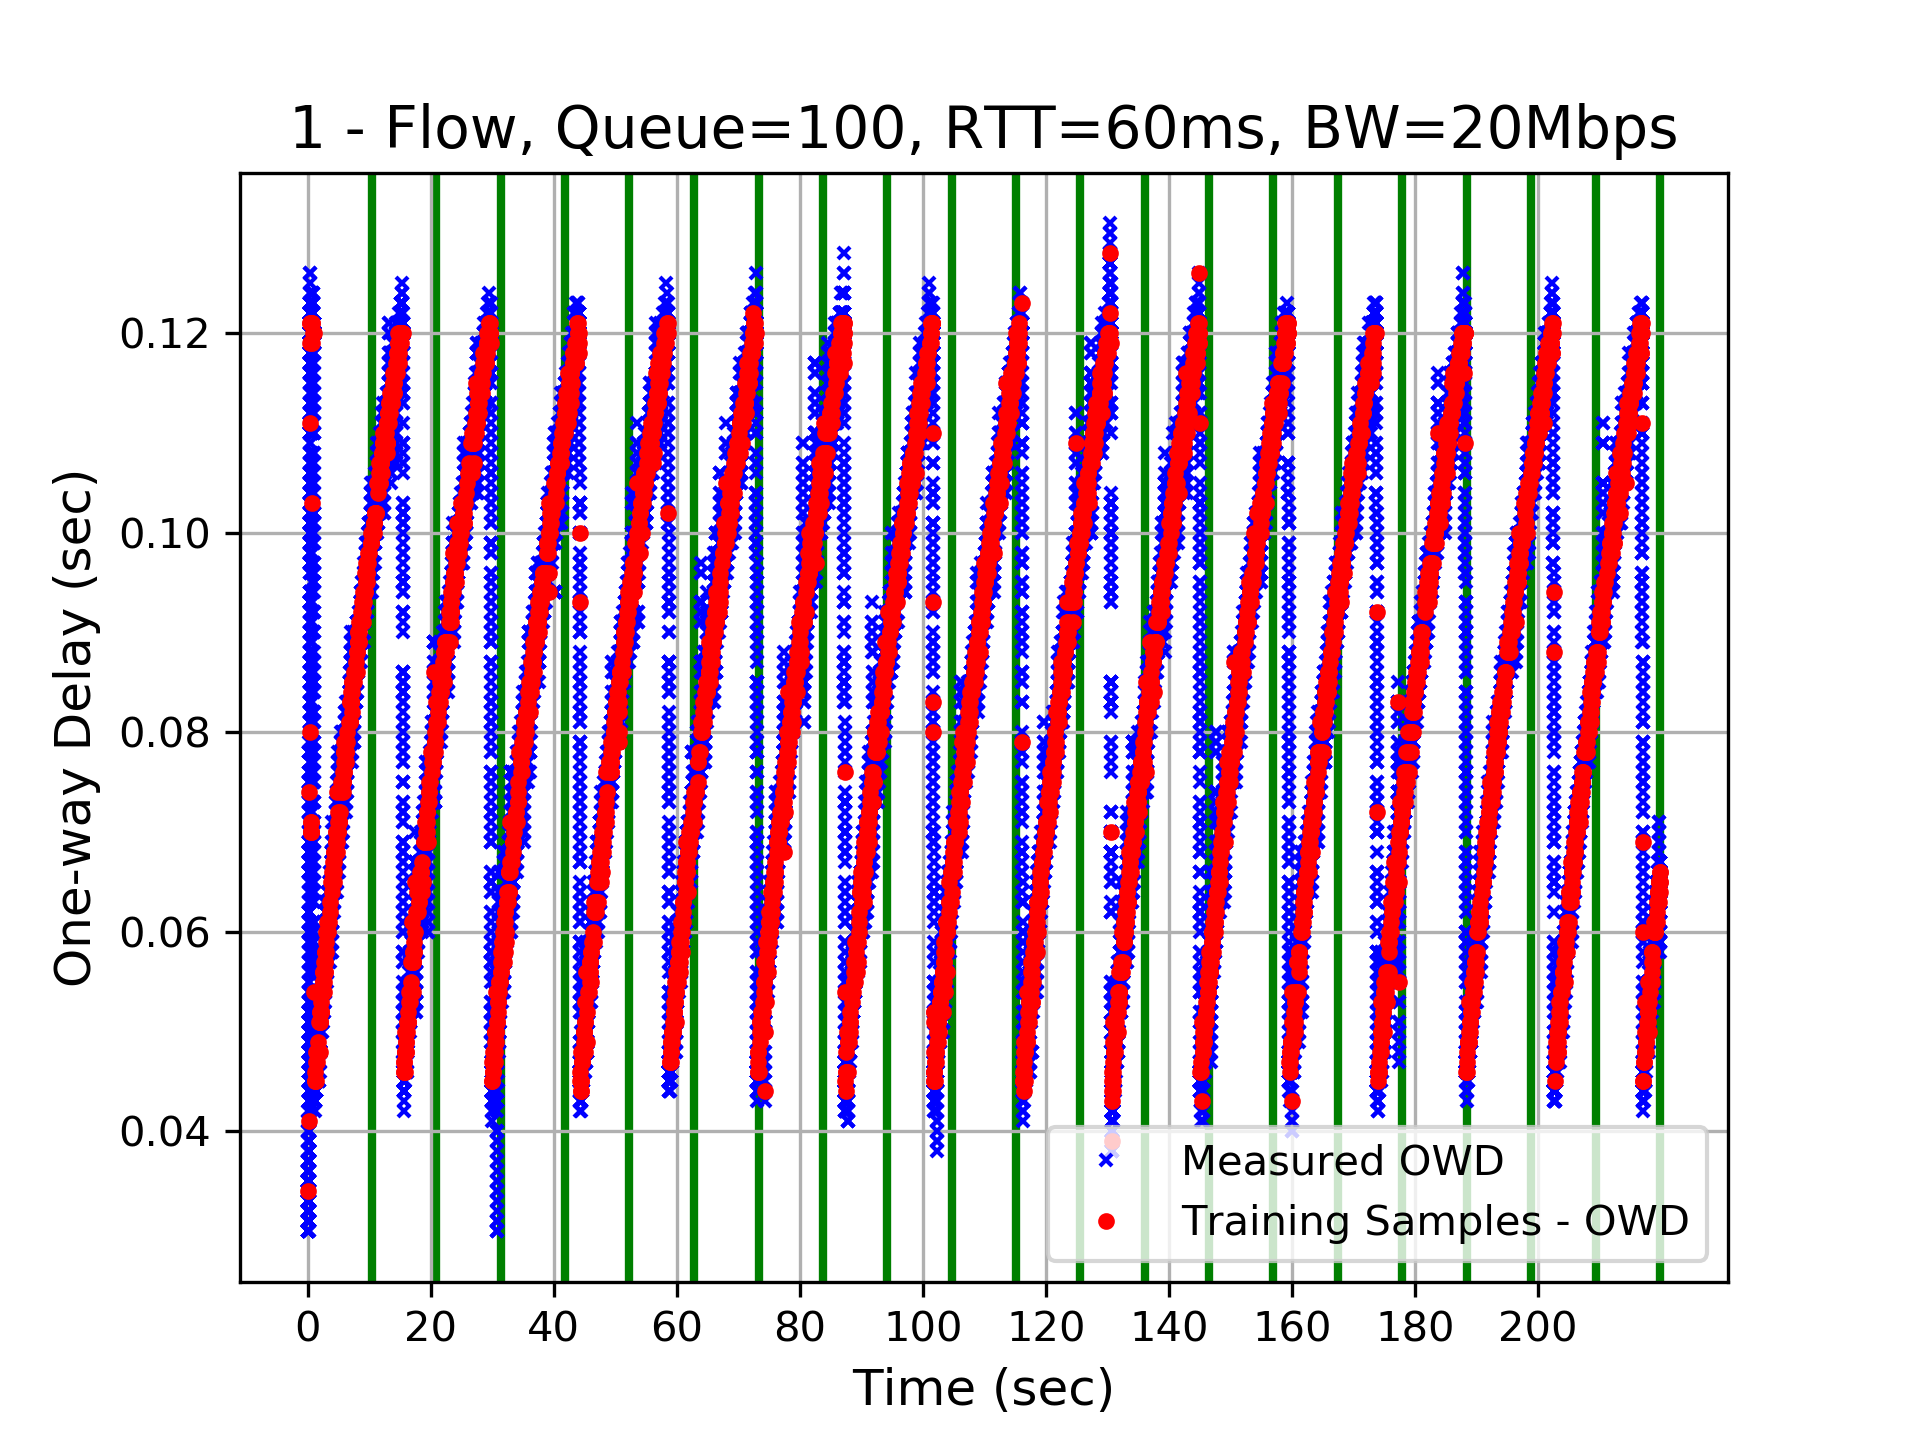 1 - Flow, Queue=100, RTT=60ms, BW=20Mbps
One-way Delay (sec)
0.12
0.10
0.08
0.06
0.04
Measured OWD
Training Samples - OWD
0 20 40 60 80 100 120 140 160 180 200
Time (sec)